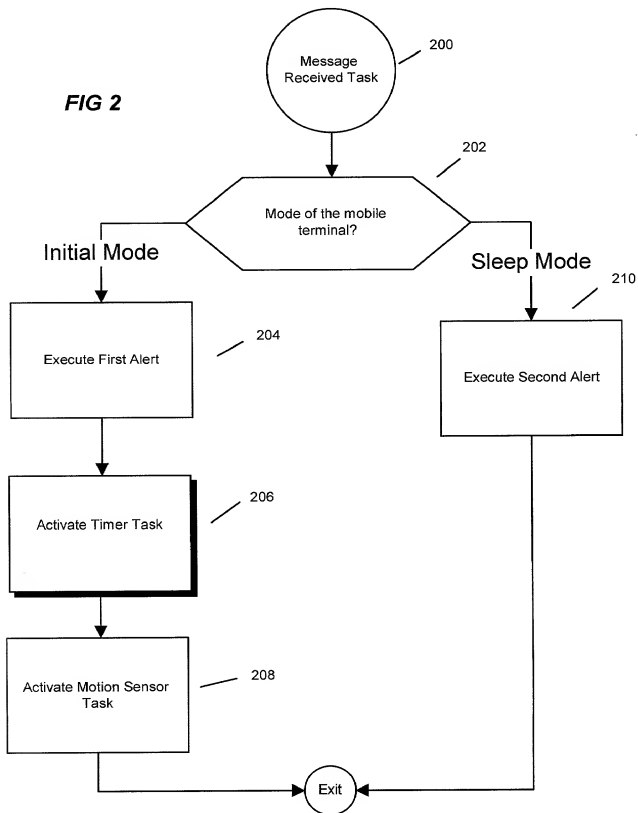 FIG 2
Message
Received Task
200
202
Mode of the mobile
terminal?
Initial Mode
Sleep Mode
Execute First Alert
204
210
Execute Second Alert
Activate Timer Task
206
Activate Motion Sensor
Task
208
Exit